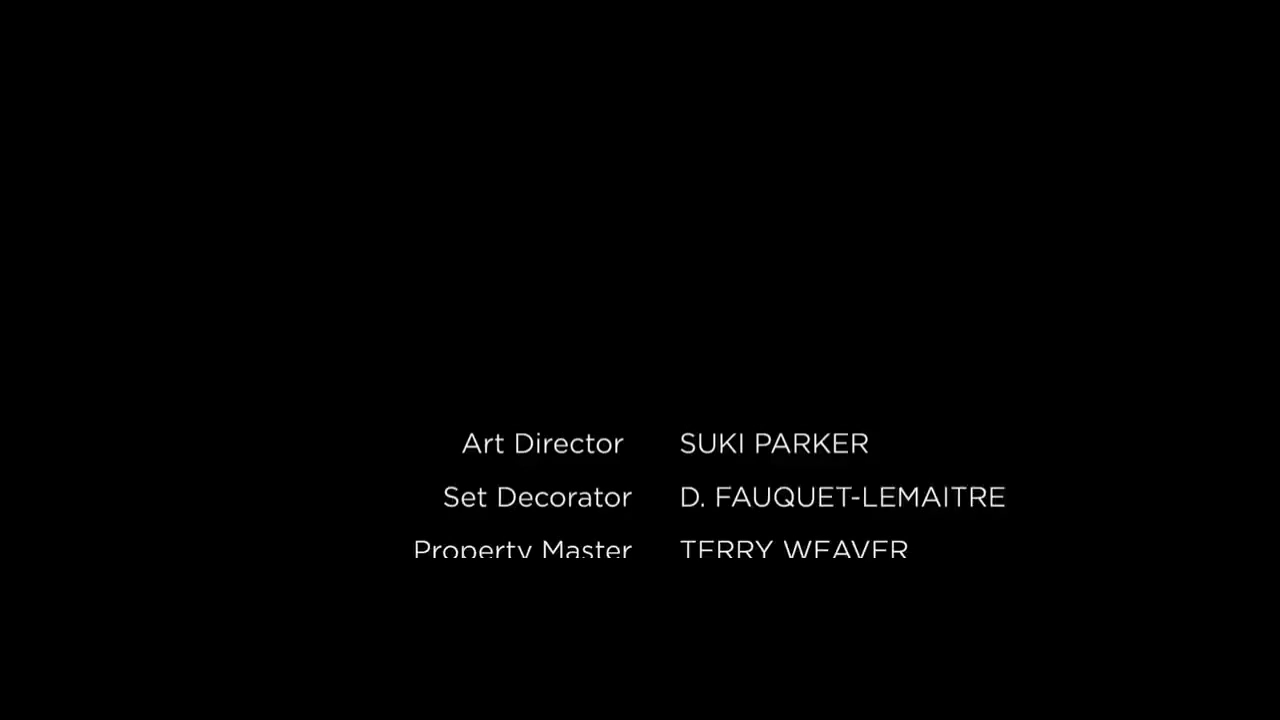 Art Director SUKI PARKER
Set Decorator D. FAUQUET-LEMAITRE
Property Master TERRY WEAVER